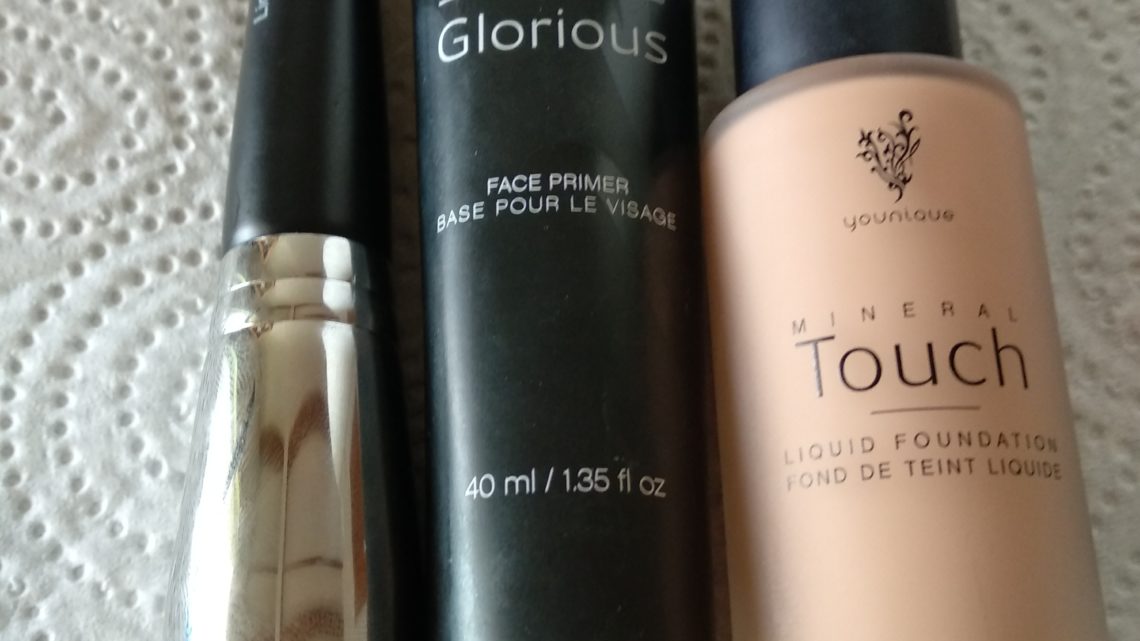 Glorious
FACE PRIMER
BASE POUR LE VISAGE
40 ml / 1.35 fl oz
younique
MINERAL
Touch
LIQUID FOUNDATION
FOND DE TEINT LIQUIDE